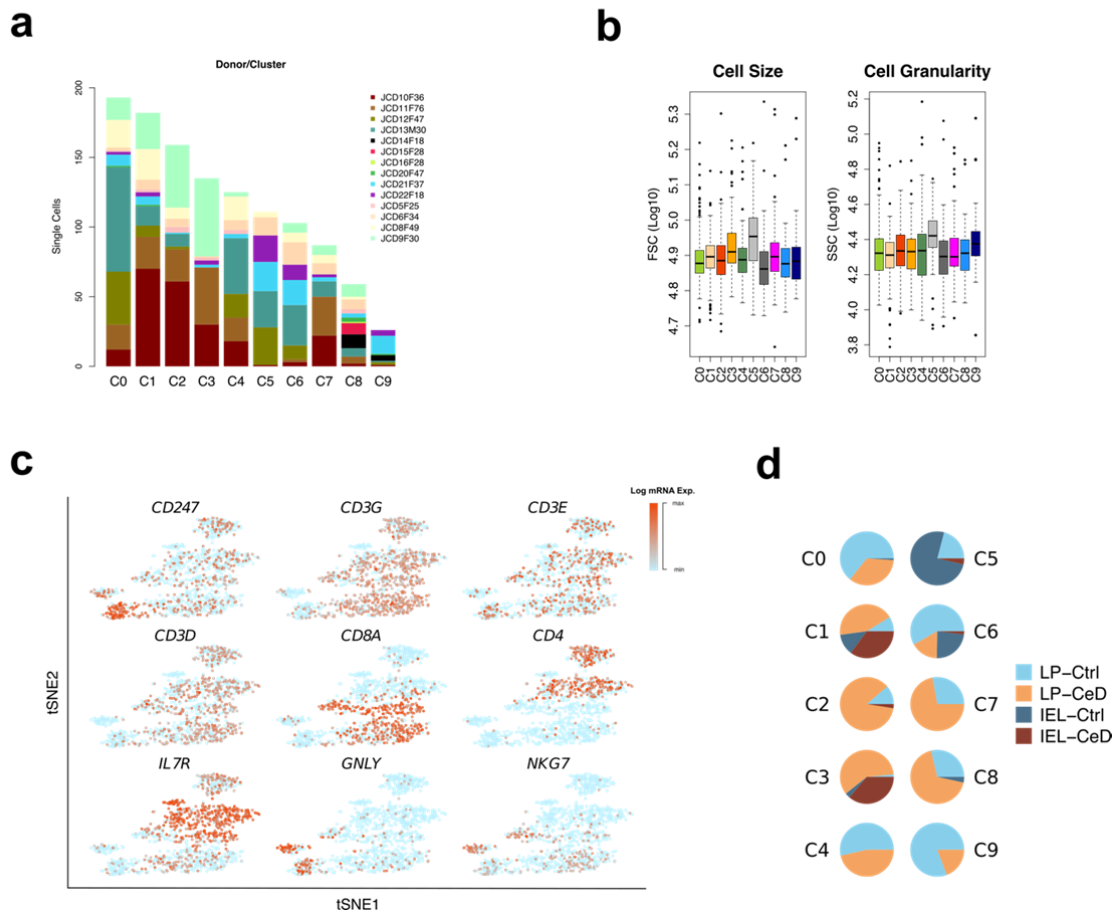 a
Donor/Cluster
Single Cells
200
150
100
50
0
C0 C1 C2 C3 C4 C5 C6 C7 C8 C9
JCD10F36
JCD11F76
JCD12F47
JCD13M30
JCD14F18
JCD15F28
JCD16F28
JCD20F47
JCD21F37
JCD22F18
JCD5F25
JCD6F34
JCD8F49
JCD9F30
b
Cell Size
FSC (Log10)
5.3
5.2
5.1
5.0
4.9
4.8
4.7
C0 C1 C2 C3 C4 C5 C6 C7 C8 C9
Cell Granularity
SSC (Log10)
5.2
5.0
4.8
4.6
4.4
4.2
4.0
3.8
C0 C1 C2 C3 C4 C5 C6 C7 C8 C9
c
Log mRNA Exp.
max
min
CD247 CD3G CD3E
CD3D CD8A CD4
IL7R GNLY NKG7
tSNE2
tSNE1
d
C0 C5
C1 C6
C2 C7
C3 C8
C4 C9
LP–Ctrl
LP–CeD
IEL–Ctrl
IEL–CeD